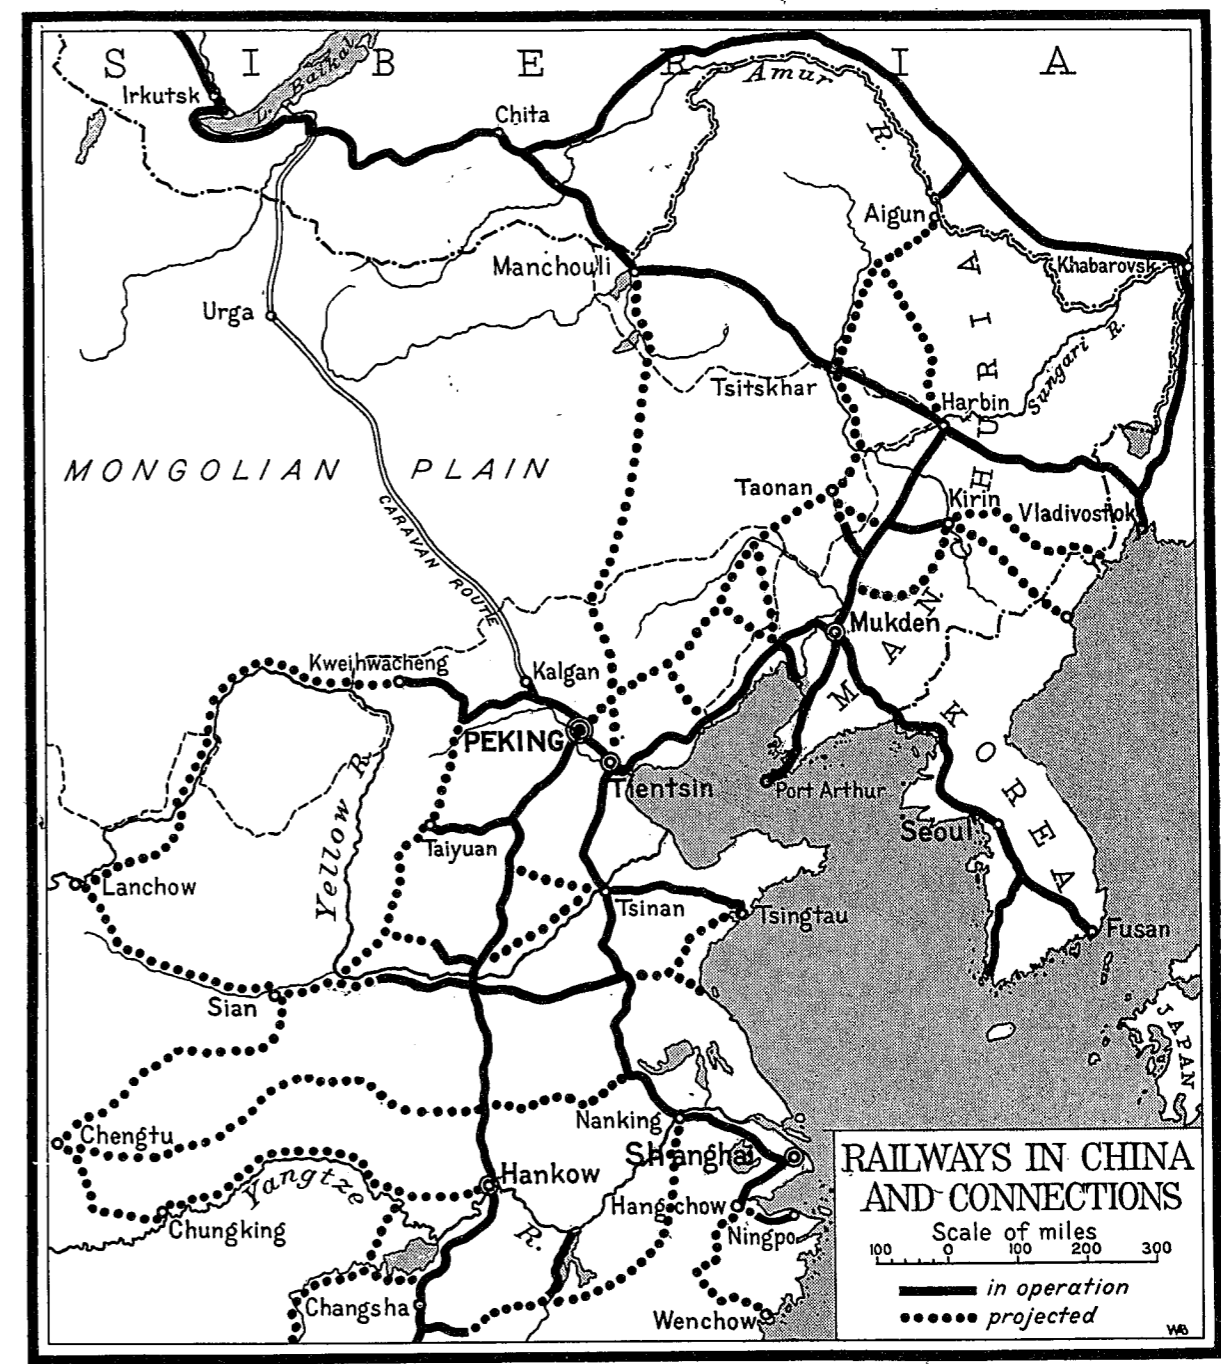 S I B E R I A
L. Baikal
Irkutsk
Chita
Amur R.
Aigun
Manchouli
Khabarovsk
Urga
Sungari R.
Tsitskhar
Harbin
MONGOLIAN PLAIN
CARAVAN ROUTE
MANCHURIA
Taonan
Kirin
Vladivostok
Mukden
Kweihwacheng
Kalgan
PEKING
Tientsin
Port Arthur
KOREA
Seoul
Yellow R.
Taiyuan
Lanchow
Tsinan
Tsingtau
Fusan
Sian
JAPAN
Chengtu
Nanking
Shanghai
Hankow
Yangtze R.
Chungking
Hangchow
Ningpo
Changsha
Wenchow
RAILWAYS IN CHINA
AND CONNECTIONS
Scale of miles
100 0 100 200 300
in operation
projected